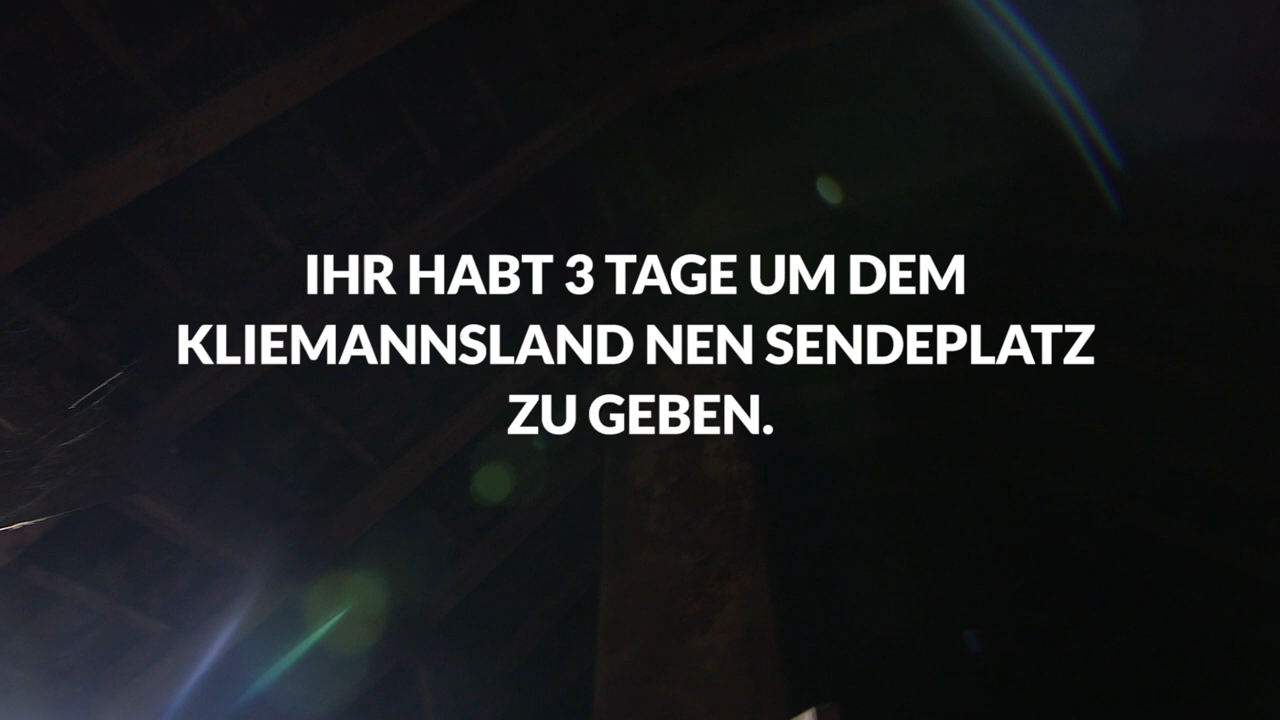 IHR HABT 3 TAGE UM DEM
KLIEMANNSLAND NEN SENDEPLATZ
ZU GEBEN.